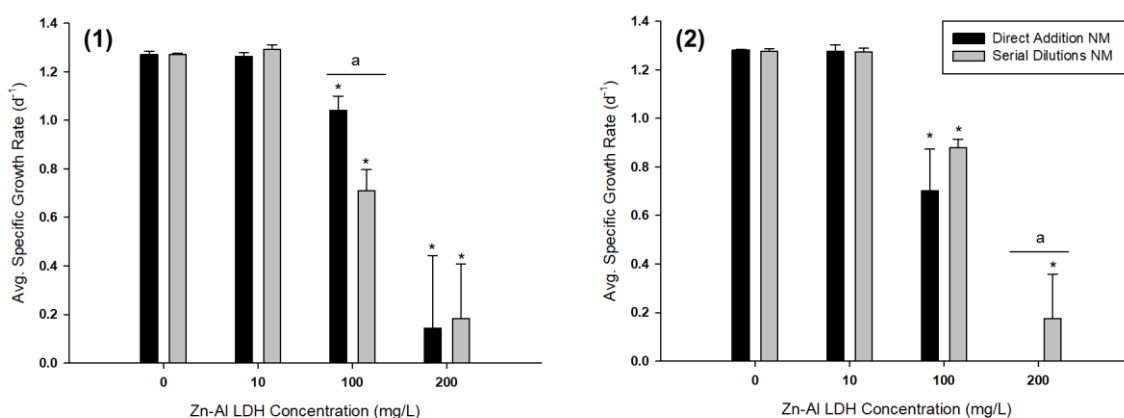 (1)
Avg. Specific Growth Rate (d⁻¹)
1.4
1.2
1.0
0.8
0.6
0.4
0.2
0.0
a
*
*
*
*
0 10 100 200
Zn-Al LDH Concentration (mg/L)
(2)
Direct Addition NM
Serial Dilutions NM
Avg. Specific Growth Rate (d⁻¹)
1.4
1.2
1.0
0.8
0.6
0.4
0.2
0.0
*
*
a
*
0 10 100 200
Zn-Al LDH Concentration (mg/L)